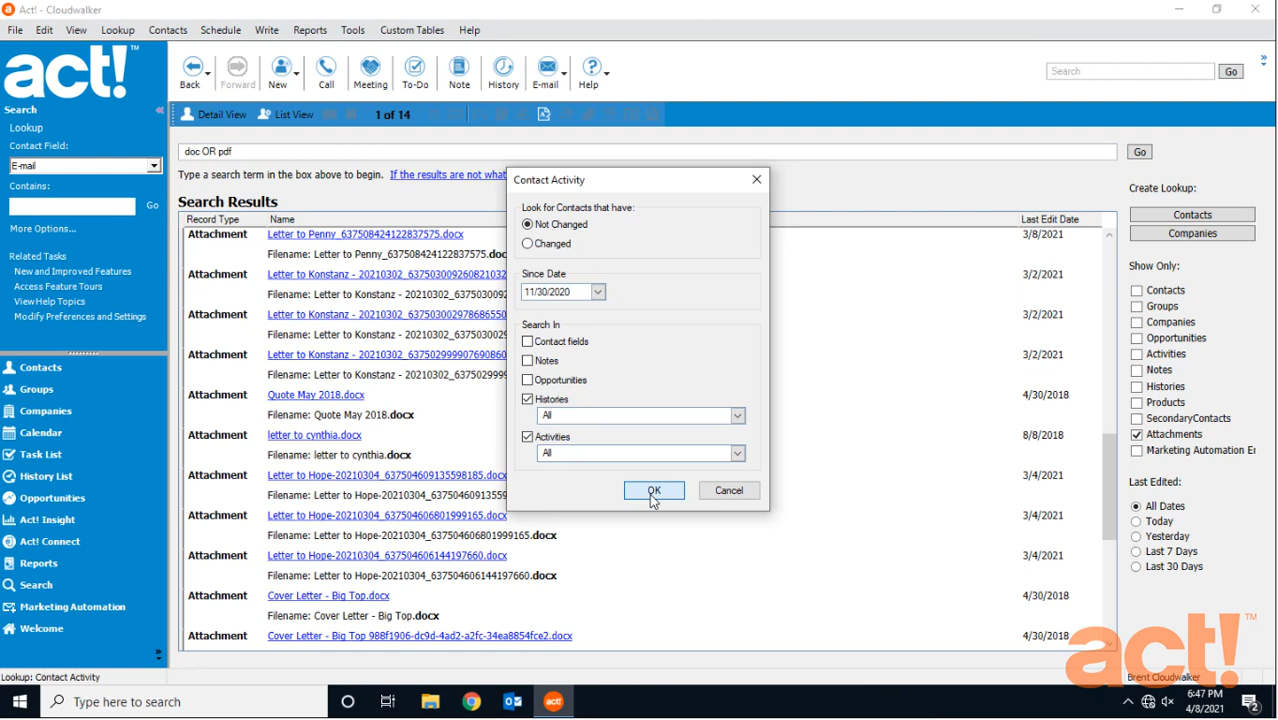 Act! - Cloudwalker
File Edit View Lookup Contacts Schedule Write Reports Tools Custom Tables Help
act!™
Back Forward New Call Meeting To-Do Note History E-mail Help
Search Go
Search
Lookup
Contact Field:
E-mail
Contains:
Go
More Options...
Related Tasks
New and Improved Features
Access Feature Tours
View Help Topics
Modify Preferences and Settings
Contacts
Groups
Companies
Calendar
Task List
History List
Opportunities
Act! Insight
Act! Connect
Reports
Search
Marketing Automation
Welcome
Detail View List View 1 of 14
doc OR pdf Go
Type a search term in the box above to begin. If the results are not what
Search Results
Record Type Name Last Edit Date
Attachment Letter to Penny_637508424122837575.docx 3/8/2021
Filename: Letter to Penny_637508424122837575.doc
Attachment Letter to Konstanz - 20210302_637503009260821032 3/2/2021
Filename: Letter to Konstanz - 20210302_6375030092
Attachment Letter to Konstanz - 20210302_637503002978686550 3/2/2021
Filename: Letter to Konstanz - 20210302_6375030029
Attachment Letter to Konstanz - 20210302_637502999907690860 3/2/2021
Filename: Letter to Konstanz - 20210302_6375029999
Attachment Quote May 2018.docx 4/30/2018
Filename: Quote May 2018.docx
Attachment letter to cynthia.docx 8/8/2018
Filename: letter to cynthia.docx
Attachment Letter to Hope-20210304_637504609135598185.docx 3/4/2021
Filename: Letter to Hope-20210304_6375046091355
Attachment Letter to Hope-20210304_637504606801999165.docx 3/4/2021
Filename: Letter to Hope-20210304_637504606801999165.docx
Attachment Letter to Hope-20210304_637504606144197660.docx 3/4/2021
Filename: Letter to Hope-20210304_637504606144197660.docx
Attachment Cover Letter - Big Top.docx 4/30/2018
Filename: Cover Letter - Big Top.docx
Attachment Cover Letter - Big Top 988f1906-dc9d-4ad2-a2fc-34ea8854fce2.docx 4/30/2018
Contact Activity
Look for Contacts that have:
Not Changed
Changed
Since Date
11/30/2020
Search In
Contact fields
Notes
Opportunities
Histories
All
Activities
All
OK Cancel
Create Lookup:
Contacts
Companies
Show Only:
Contacts
Groups
Companies
Opportunities
Activities
Notes
Histories
Products
SecondaryContacts
Attachments
Marketing Automation Er
Last Edited:
All Dates
Today
Yesterday
Last 7 Days
Last 30 Days
act!™
Lookup: Contact Activity Brent Cloudwalker
Type here to search
act!
6:47 PM
4/8/2021
2